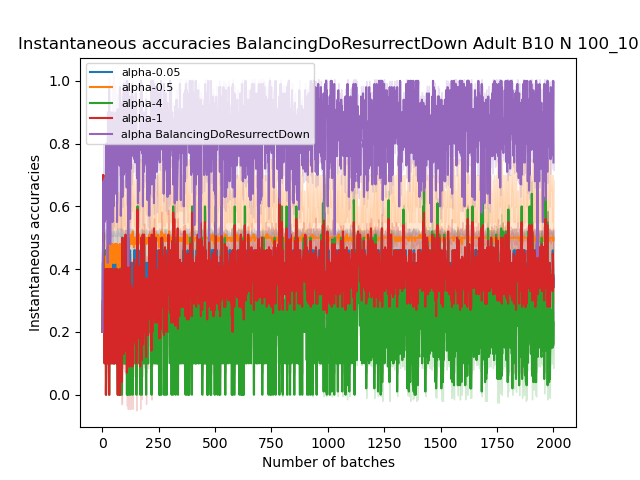 Instantaneous accuracies BalancingDoResurrectDown Adult B10 N 100_10
1.0
0.8
0.6
0.4
0.2
0.0
Instantaneous accuracies
alpha-0.05
alpha-0.5
alpha-4
alpha-1
alpha BalancingDoResurrectDown
0
250
500
750
1000
1250
1500
1750
2000
Number of batches